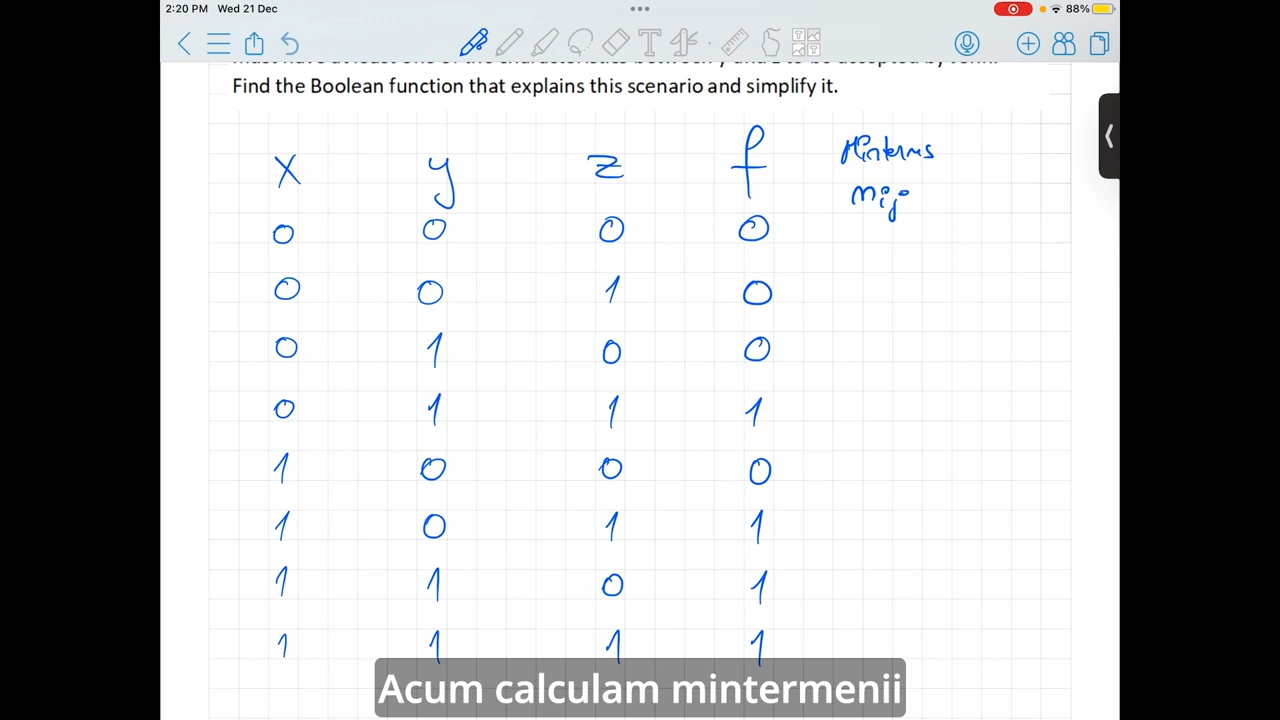 2:20 PM Wed 21 Dec 88%
Find the Boolean function that explains this scenario and simplify it.
x y z f Minterms
mij
0 0 0 0
0 0 1 0
0 1 0 0
0 1 1 1
1 0 0 0
1 0 1 1
1 1 0 1
1 1 1 1
Acum calculam mintermenii